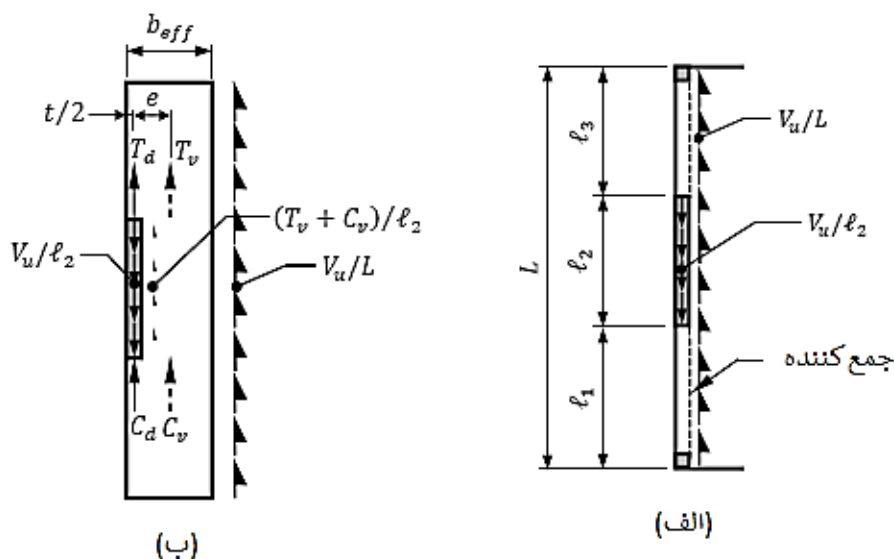 b_eff
t/2
e
T_d
T_v
(T_v + C_v)/ℓ_2
V_u/ℓ_2
V_u/L
C_d
C_v
(ب)
L
ℓ_3
ℓ_2
ℓ_1
V_u/L
V_u/ℓ_2
جمع کننده
(الف)